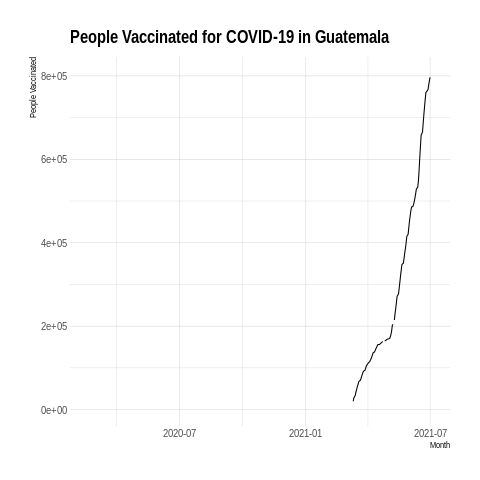 People Vaccinated for COVID-19 in Guatemala
People Vaccinated
8e+05
6e+05
4e+05
2e+05
0e+00
2020-07
2021-01
2021-07
Month